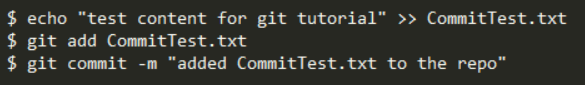 $ echo "test content for git tutorial" >> CommitTest.txt
$ git add CommitTest.txt
$ git commit -m "added CommitTest.txt to the repo"